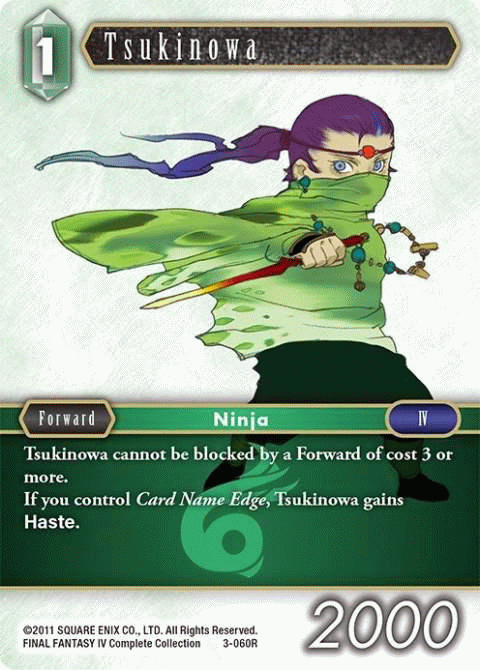 1
Tsukinowa
Forward
Ninja
IV
Tsukinowa cannot be blocked by a Forward of cost 3 or
more.
If you control Card Name Edge, Tsukinowa gains
Haste.
6
©2011 SQUARE ENIX CO., LTD. All Rights Reserved.
FINAL FANTASY IV Complete Collection 3-060R
2000